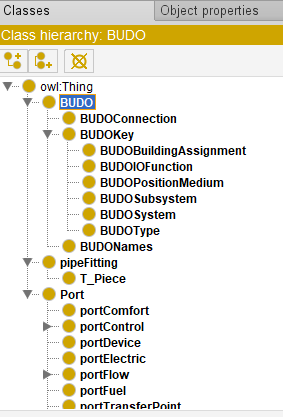 Classes
Object properties
Class hierarchy: BUDO
owl:Thing
BUDO
BUDOConnection
BUDOKey
BUDOBuildingAssignment
BUDOIOFunction
BUDOPositionMedium
BUDOSubsystem
BUDOSystem
BUDOType
BUDONames
pipeFitting
T_Piece
Port
portComfort
portControl
portDevice
portElectric
portFlow
portFuel
portTransferPoint